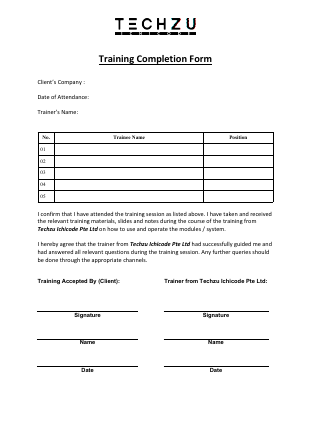 TECHZU
Training Completion Form
Client's Company :
Date of Attendance:
Trainer's Name:
No. Trainee Name Position
01
02
03
04
05
I confirm that I have attended the training session as listed above. I have taken and received
the relevant training materials, slides and notes during the course of the training from
Techzu Ichicode Pte Ltd on how to use and operate the modules / system.
I hereby agree that the trainer from Techzu Ichicode Pte Ltd had successfully guided me and
had answered all relevant questions during the training session. Any further queries should
be done through the appropriate channels.
Training Accepted By (Client): Trainer from Techzu Ichicode Pte Ltd:
Signature Signature
Name Name
Date Date